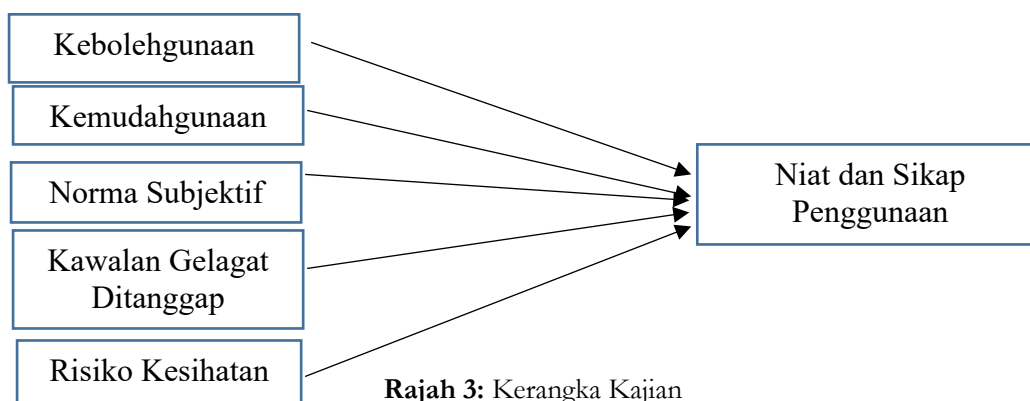 Kebolehgunaan
Kemudahgunaan
Norma Subjektif
Kawalan Gelagat
Ditanggap
Risiko Kesihatan
Niat dan Sikap
Penggunaan
Rajah 3: Kerangka Kajian